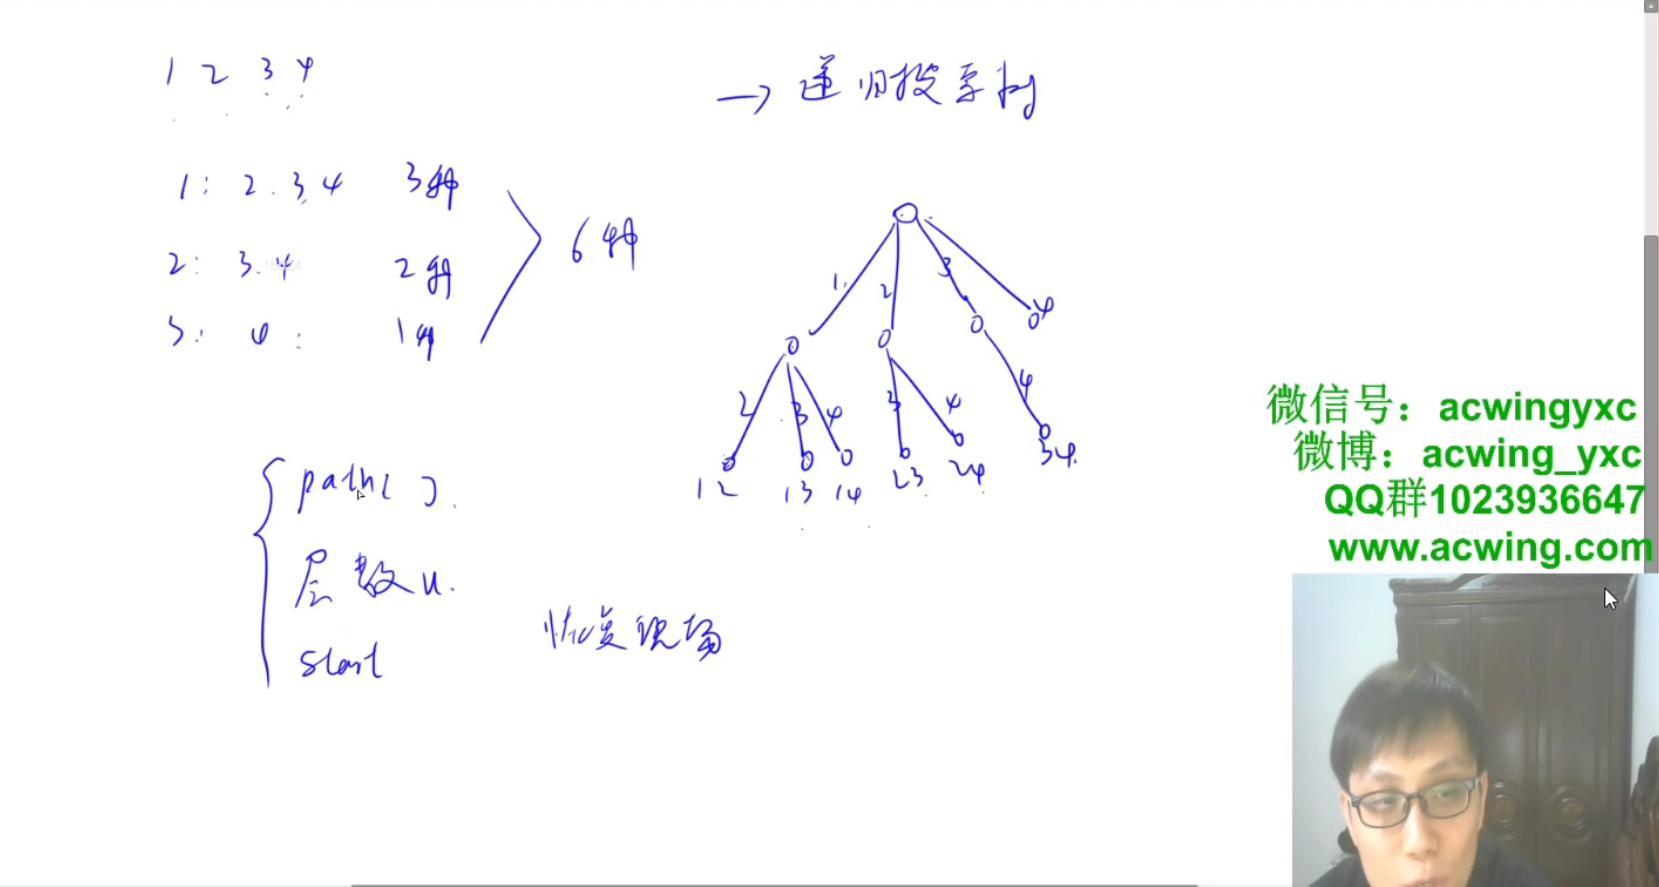 1 2 3 4
→ 递归搜索树
1: 2.3.4 3种
2: 3.4 2种
3: 4: 1种
6种
1
2
3
4
2
3
4
3
4
4
12
13
14
23
24
34.
path[ ].
层数u.
start
恢复现场
微信号：acwingyxc
微博：acwing_yxc
QQ群1023936647
www.acwing.com